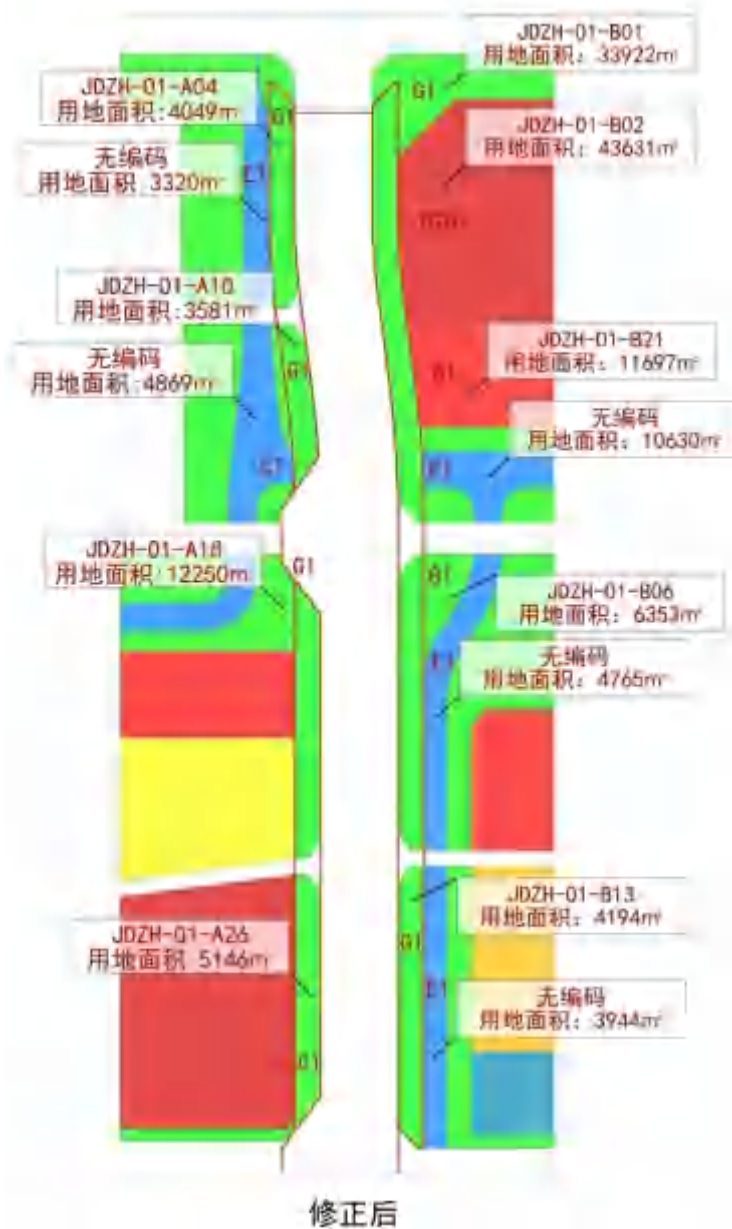 JDZH-01-B01
用地面积：33922㎡
G1
JDZH-01-A04
用地面积:4049㎡
G1
JDZH-01-B02
用地面积：43631㎡
无编码
用地面积 3320㎡
E1
JDZH-01-A10
用地面积:3581㎡
JDZH-01-B21
用地面积：11697㎡
无编码
用地面积:4869㎡
G1
无编码
用地面积：10630㎡
G1
E1
JDZH-01-A18
用地面积:12250㎡
G1
G1
JDZH-01-B06
用地面积：6353㎡
无编码
用地面积：4765㎡
E1
JDZH-01-B13
用地面积：4194㎡
JDZH-01-A26
用地面积 5146㎡
G1
E1
无编码
用地面积：3944㎡
G1
修正后